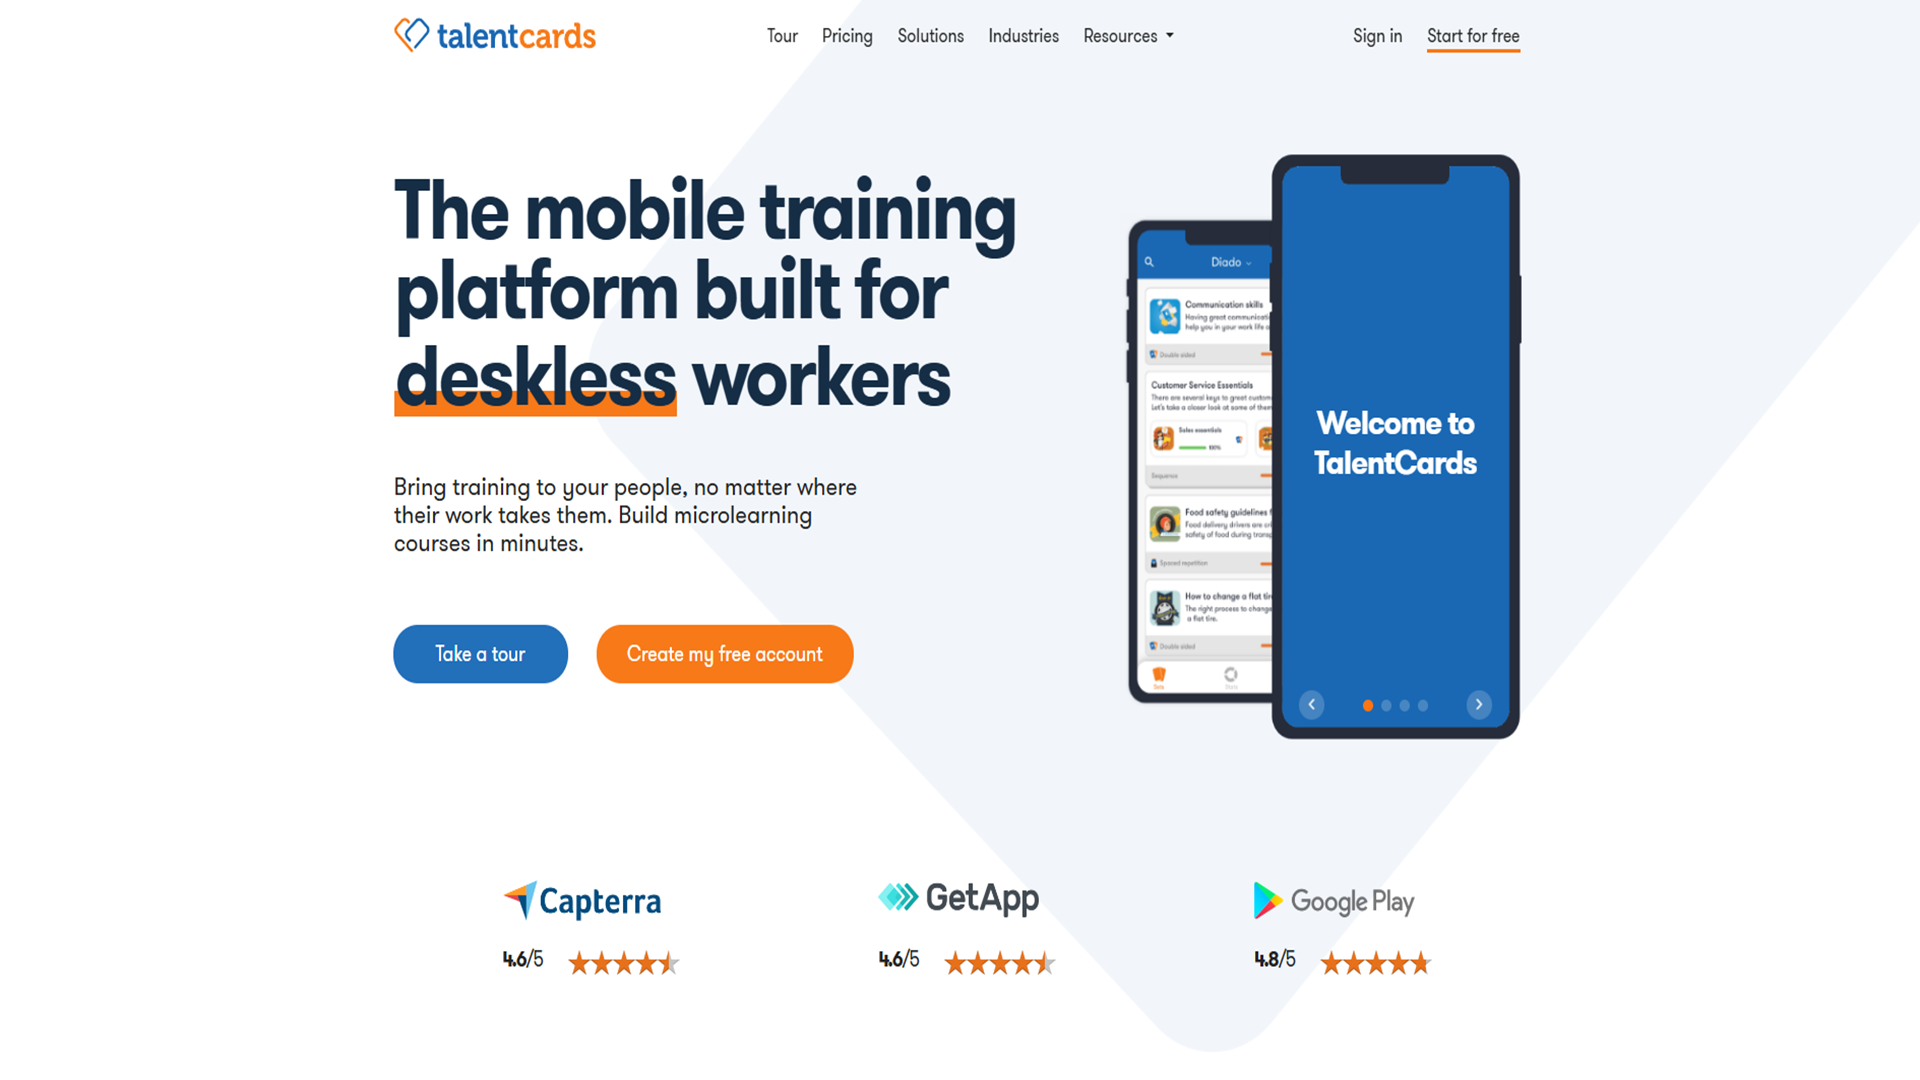 talentcards
Tour Pricing Solutions Industries Resources
Sign in Start for free
The mobile training
platform built for
deskless workers
Bring training to your people, no matter where
their work takes them. Build microlearning
courses in minutes.
Take a tour
Create my free account
Diado
Communication skills
Having great communicati
help you in your work life
Double sided
Customer Service Essentials
There are several keys to great custom
Let's take a closer look at some of them
Sales essentials
100%
Sequence
Food safety guidelines
Food delivery drivers are
safety of food during transp
Spaced repetition
How to change a flat tir
The right process to change
a flat tire.
Double sided
Sets
Welcome to
TalentCards
Capterra
4.6/5
GetApp
4.6/5
Google Play
4.8/5